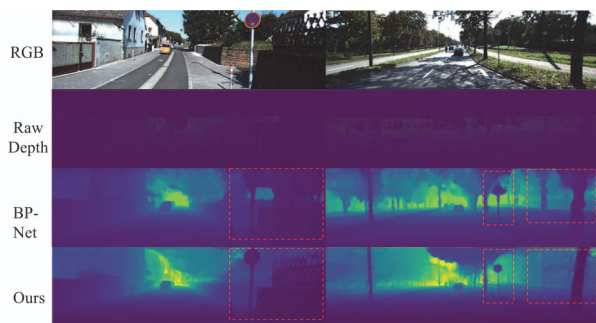 RGB
Raw
Depth
BP-
Net
Ours